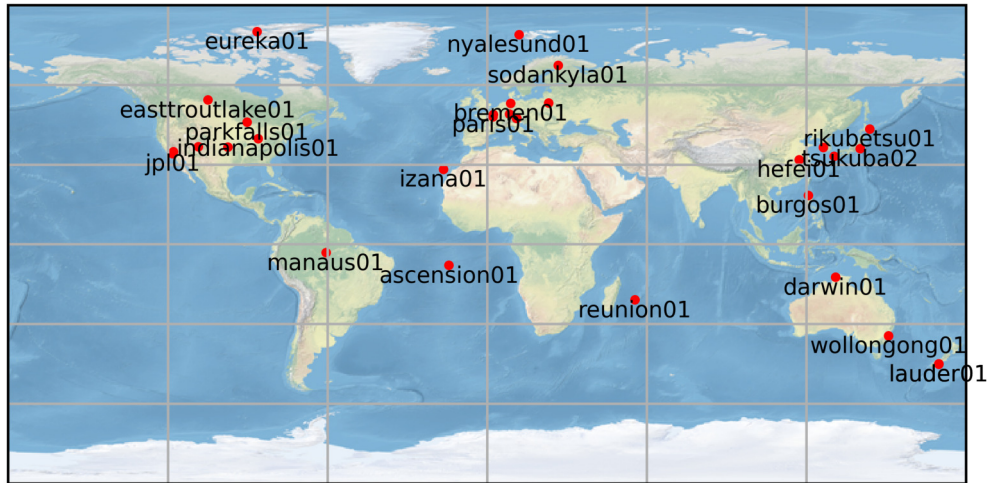 eureka01
nyalesund01
sodankyla01
easttroutlake01
bremen01
paris01
parkfalls01
rikubetsu01
indianapolis01
tsukuba02
jpl01
hefei01
izana01
burgos01
manaus01
ascension01
darwin01
reunion01
wollongong01
lauder01